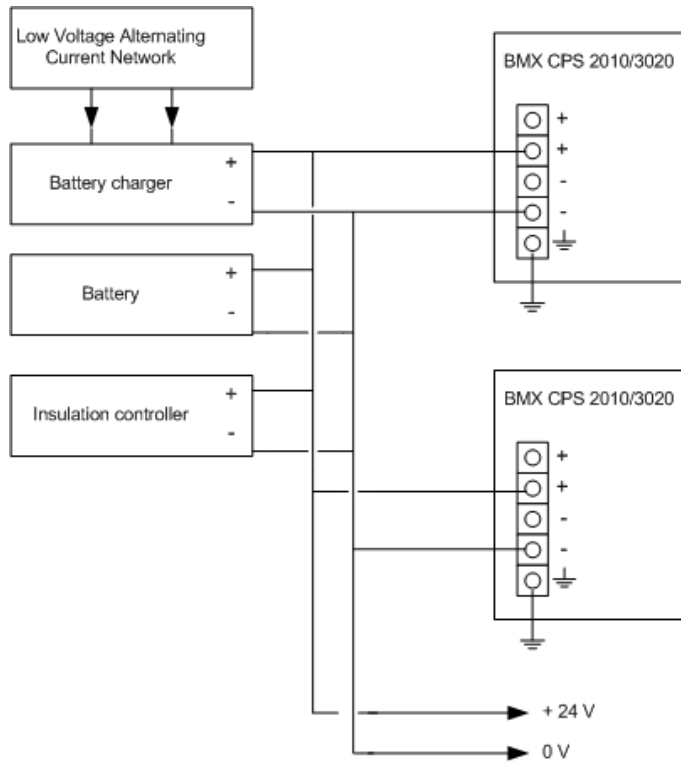 Low Voltage Alternating
Current Network
BMX CPS 2010/3020
+
+
-
-
Battery charger
+
-
Battery
+
-
Insulation controller
+
-
BMX CPS 2010/3020
+
+
-
-
+ 24 V
0 V